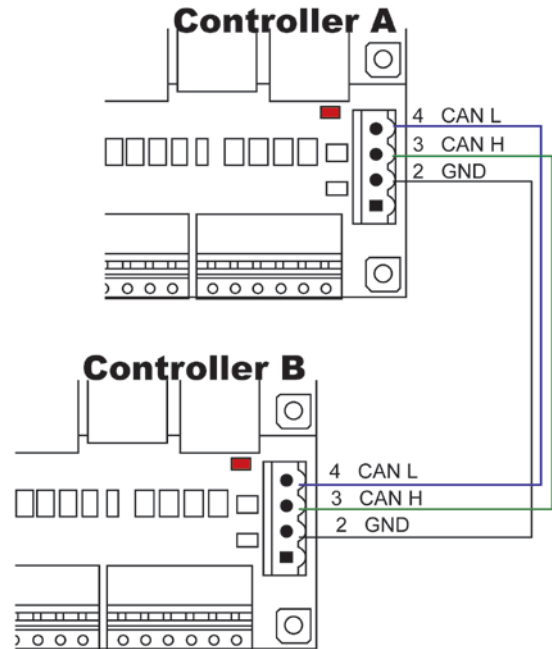 Controller A
4 CAN L
3 CAN H
2 GND
Controller B
4 CAN L
3 CAN H
2 GND